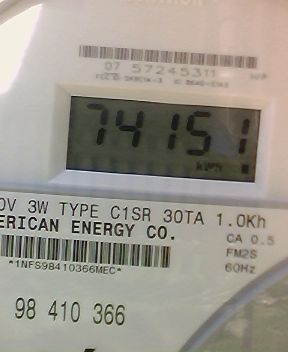 07 57245311
74151
kWh
0V 3W TYPE C1SR 30TA 1.0Kh
ERICAN ENERGY CO.
CA 0.5
FM2S
*1NFS98410366MEC*
60Hz
98 410 366